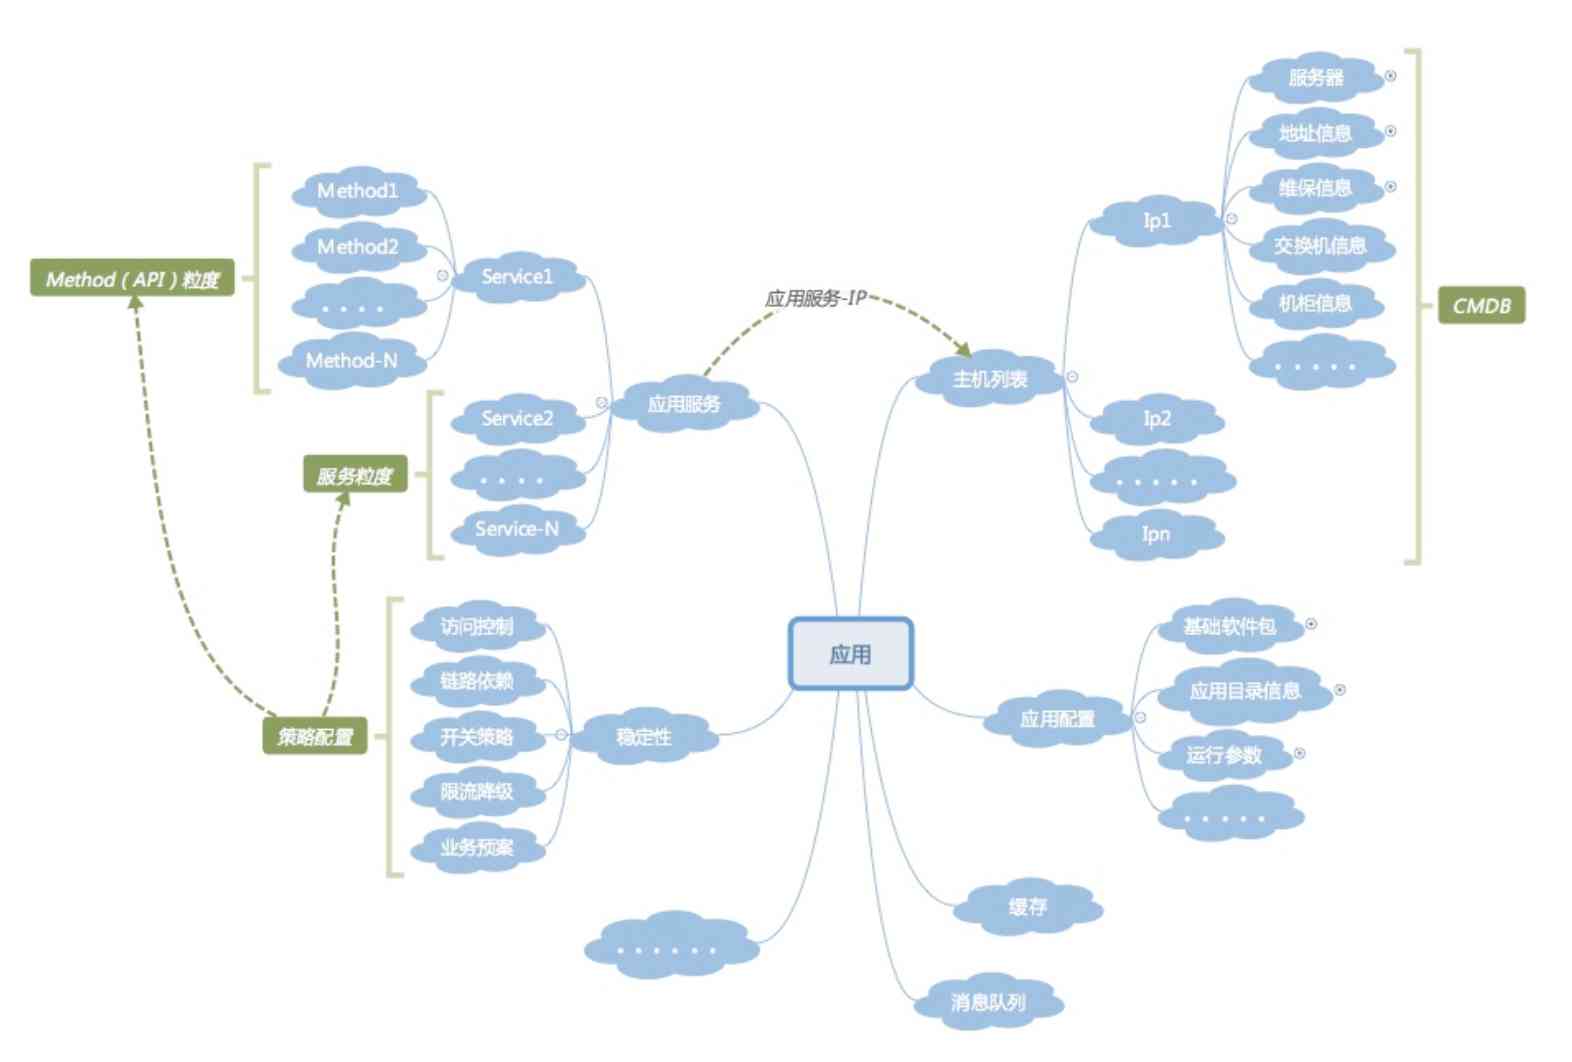 服务器
地址信息
维保信息
交换机信息
机柜信息
.....
Ip1
CMDB
Method1
Method2
....
Method-N
Method（API）粒度
Service1
应用服务-IP
主机列表
应用服务
Ip2
.....
Ipn
Service2
....
Service-N
服务粒度
访问控制
链路依赖
开关策略
限流降级
业务预案
策略配置
稳定性
应用
应用配置
基础软件包
应用目录信息
运行参数
.....
缓存
......
消息队列